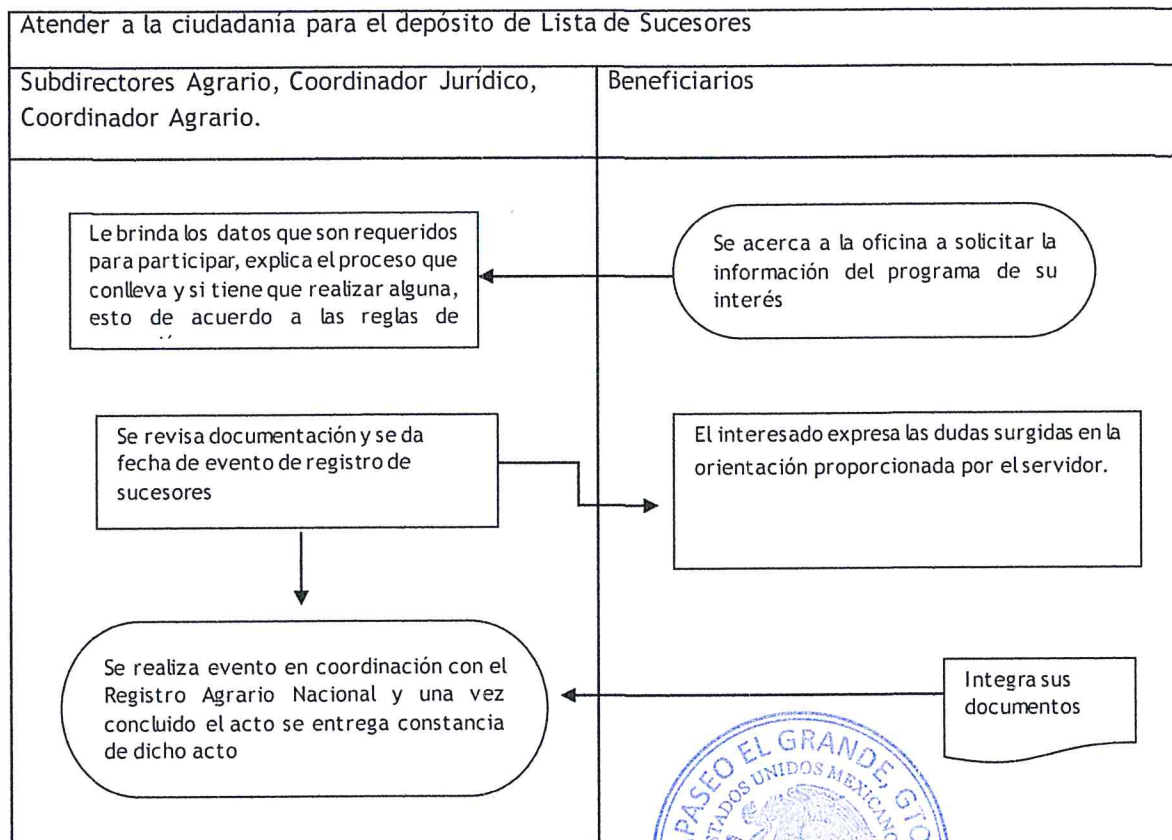 Atender a la ciudadanía para el depósito de Lista de Sucesores
Subdirectores Agrario, Coordinador Jurídico,
Coordinador Agrario.
Beneficiarios
Le brinda los datos que son requeridos
para participar, explica el proceso que
conlleva y si tiene que realizar alguna,
esto de acuerdo a las reglas de
Se acerca a la oficina a solicitar la
información del programa de su
interés
Se revisa documentación y se da
fecha de evento de registro de
sucesores
El interesado expresa las dudas surgidas en la
orientación proporcionada por el servidor.
Se realiza evento en coordinación con el
Registro Agrario Nacional y una vez
concluido el acto se entrega constancia
de dicho acto
Integra sus
documentos
PASEO EL GRANDE, GTO
UNIDOS MEXICANO